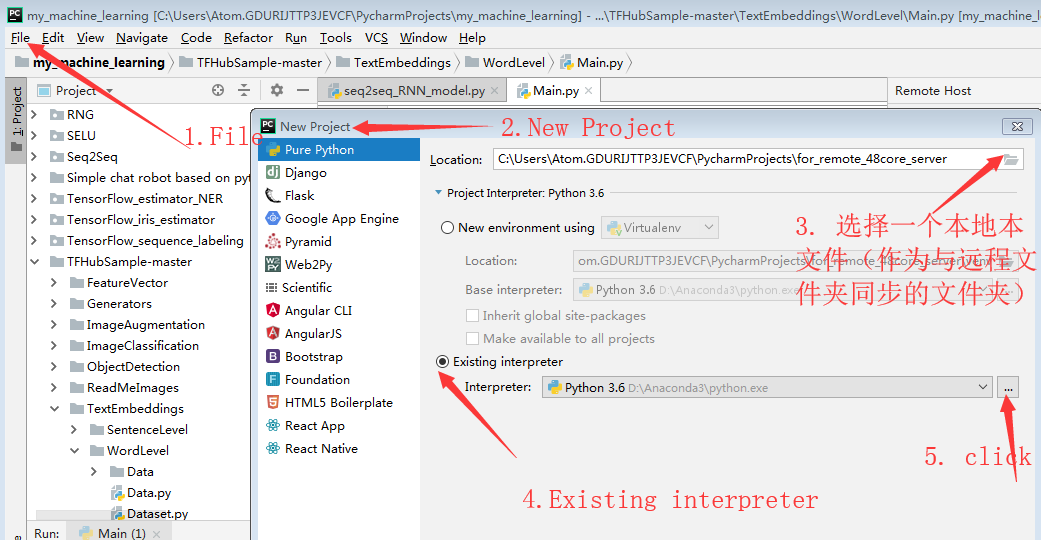 my_machine_learning [C:\Users\Atom.GDURIJTTP3JEVCF\PycharmProjects\my_machine_learning] - ...\TFHubSample-master\TextEmbeddings\WordLevel\Main.py [my_machine_le
File Edit View Navigate Code Refactor Run Tools VCS Window Help
my_machine_learning TFHubSample-master TextEmbeddings WordLevel Main.py
1: Project
Project
seq2seq_RNN_model.py Main.py
Remote Host
RNG
SELU
Seq2Seq
Simple chat robot based on pyt
TensorFlow_estimator_NER
TensorFlow_iris_estimator
TensorFlow_sequence_labeling
TFHubSample-master
FeatureVector
Generators
ImageAugmentation
ImageClassification
ObjectDetection
ReadMeImages
TextEmbeddings
SentenceLevel
WordLevel
Data
Data.py
Dataset.py
Run: Main (1)
1.File
New Project
2.New Project
Pure Python
Django
Flask
Google App Engine
Pyramid
Web2Py
Scientific
Angular CLI
AngularJS
Bootstrap
Foundation
HTML5 Boilerplate
React App
React Native
Location: C:\Users\Atom.GDURIJTTP3JEVCF\PycharmProjects\for_remote_48core_server
Project Interpreter: Python 3.6
New environment using Virtualenv
Location: om.GDURIJTTP3JEVCF\PycharmProjects\for_remote_48core_server\ven
Base interpreter: Python 3.6 D:\Anaconda3\python.exe
Inherit global site-packages
Make available to all projects
Existing interpreter
Interpreter: Python 3.6 D:\Anaconda3\python.exe ...
3. 选择一个本地本
文件（作为与远程文
件夹同步的文件夹）
4.Existing interpreter
5. click